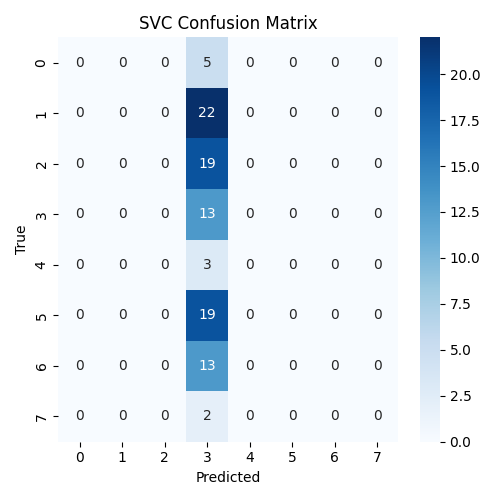 SVC Confusion Matrix
True
0 0 0 0 5 0 0 0 0
1 0 0 0 22 0 0 0 0
2 0 0 0 19 0 0 0 0
3 0 0 0 13 0 0 0 0
4 0 0 0 3 0 0 0 0
5 0 0 0 19 0 0 0 0
6 0 0 0 13 0 0 0 0
7 0 0 0 2 0 0 0 0
0 1 2 3 4 5 6 7
Predicted
20.0
17.5
15.0
12.5
10.0
7.5
5.0
2.5
0.0